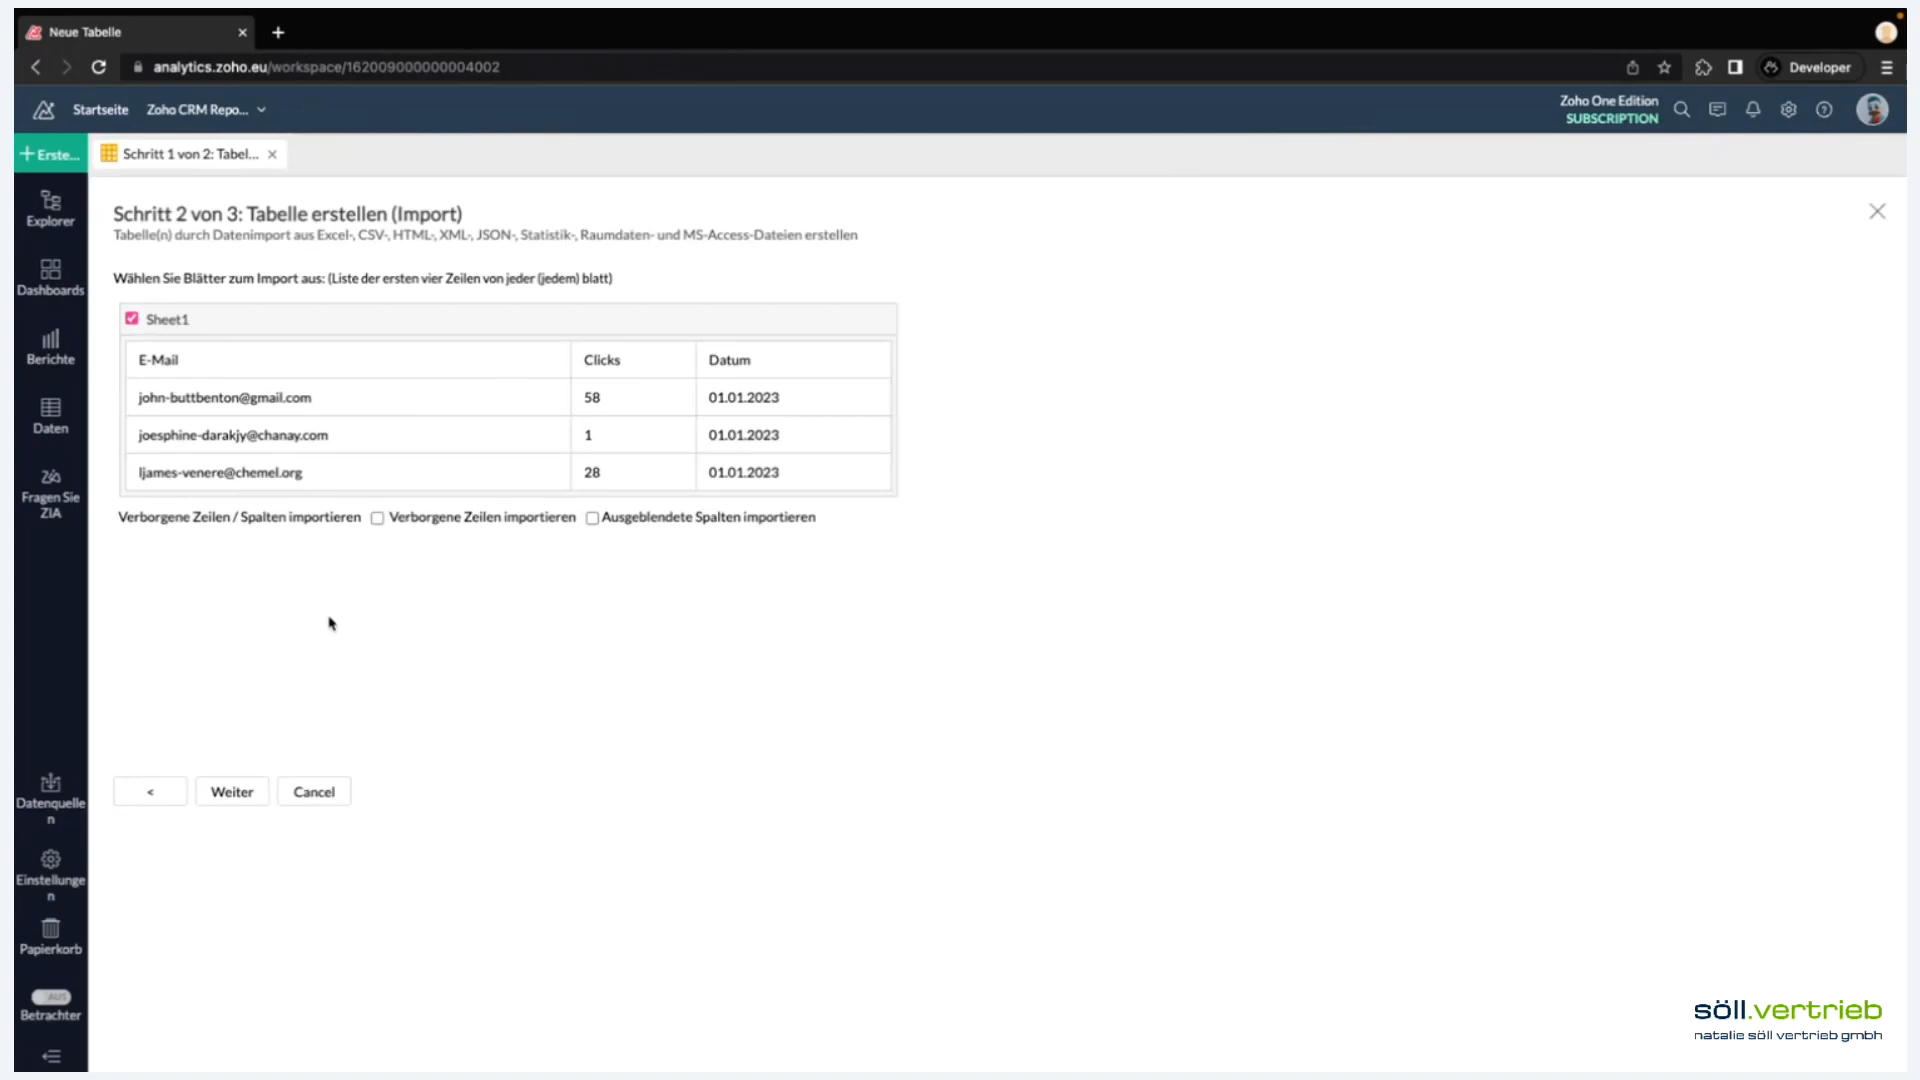 Neue Tabelle
analytics.zoho.eu/workspace/162009000000004002
Developer
Startseite Zoho CRM Repo...
Zoho One Edition
SUBSCRIPTION
+ Erste...
Schritt 1 von 2: Tabel...
Explorer
Dashboards
Berichte
Daten
Fragen Sie
ZIA
Datenquelle
n
Einstellunge
n
Papierkorb
AUS
Betrachter
Schritt 2 von 3: Tabelle erstellen (Import)
Tabelle(n) durch Datenimport aus Excel-, CSV-, HTML-, XML-, JSON-, Statistik-, Raumdaten- und MS-Access-Dateien erstellen
Wählen Sie Blätter zum Import aus: (Liste der ersten vier Zeilen von jeder (jedem) blatt)
Sheet1
E-Mail Clicks Datum
john-buttbenton@gmail.com 58 01.01.2023
joesphine-darakjy@chanay.com 1 01.01.2023
ljames-venere@chemel.org 28 01.01.2023
Verborgene Zeilen / Spalten importieren Verborgene Zeilen importieren Ausgeblendete Spalten importieren
< Weiter Cancel
söll.vertrieb
natalie söll vertrieb gmbh